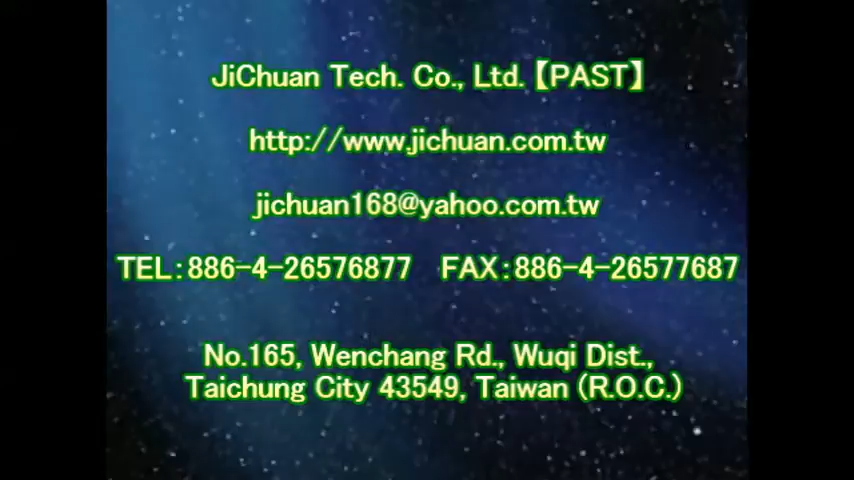 JiChuan Tech. Co., Ltd.【PAST】
http://www.jichuan.com.tw
jichuan168@yahoo.com.tw
TEL:886-4-26576877 FAX:886-4-26577687
No.165, Wenchang Rd., Wuqi Dist.,
Taichung City 43549, Taiwan (R.O.C.)